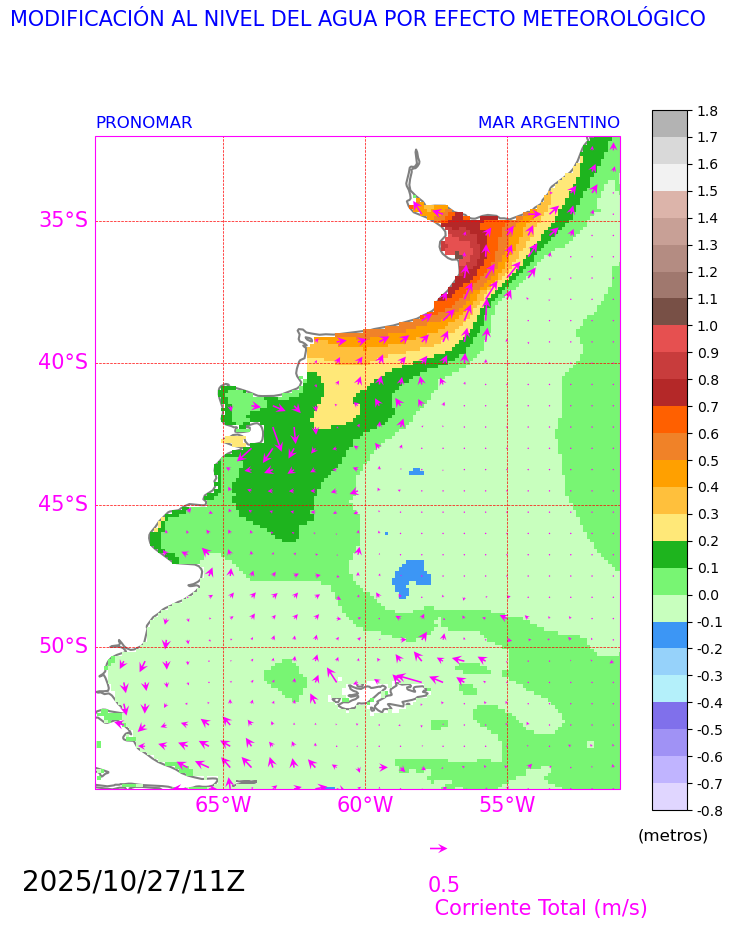 MODIFICACIÓN AL NIVEL DEL AGUA POR EFECTO METEOROLÓGICO
PRONOMAR MAR ARGENTINO
35°S
40°S
45°S
50°S
65°W 60°W 55°W
1.8
1.7
1.6
1.5
1.4
1.3
1.2
1.1
1.0
0.9
0.8
0.7
0.6
0.5
0.4
0.3
0.2
0.1
0.0
-0.1
-0.2
-0.3
-0.4
-0.5
-0.6
-0.7
-0.8
(metros)
2025/10/27/11Z
0.5
Corriente Total (m/s)